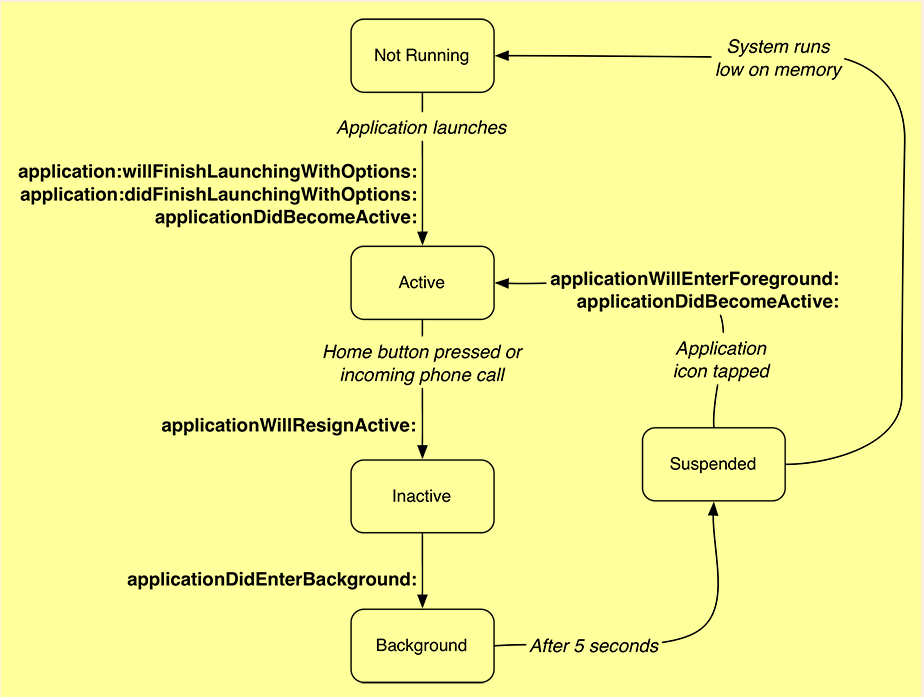 Not Running
System runs
low on memory
Application launches
application:willFinishLaunchingWithOptions:
application:didFinishLaunchingWithOptions:
applicationDidBecomeActive:
Active
applicationWillEnterForeground:
applicationDidBecomeActive:
Home button pressed or
incoming phone call
Application
icon tapped
applicationWillResignActive:
Suspended
Inactive
applicationDidEnterBackground:
Background
After 5 seconds